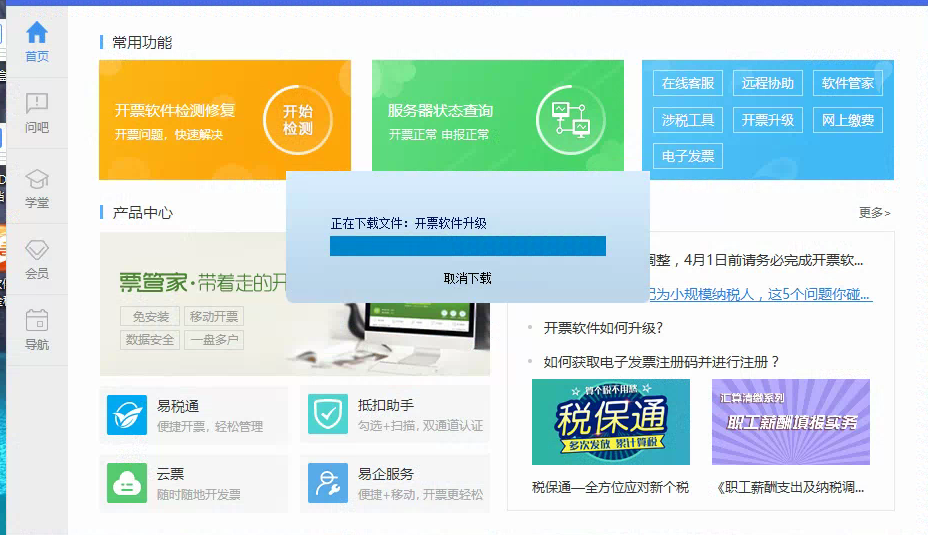 首页
问吧
学堂
会员
导航
常用功能
开票软件检测修复
开票问题，快速解决
开始
检测
服务器状态查询
开票正常 申报正常
在线客服
远程协助
软件管家
涉税工具
开票升级
网上缴费
电子发票
正在下载文件：开票软件升级
取消下载
产品中心
更多>
票管家·带着走的开
免安装
移动开票
数据安全
一盘多户
调整，4月1日前请务必完成开票软...
记为小规模纳税人，这5个问题你碰...
开票软件如何升级?
如何获取电子发票注册码并进行注册？
易税通
便捷开票，轻松管理
抵扣助手
勾选+扫描，双通道认证
云票
随时随地开发票
易企服务
便捷+移动，开票更轻松
算个税不用愁
税保通
多次发放 累计算税
税保通—全方位应对新个税
汇算清缴系列
职工薪酬填报实务
《职工薪酬支出及纳税调...